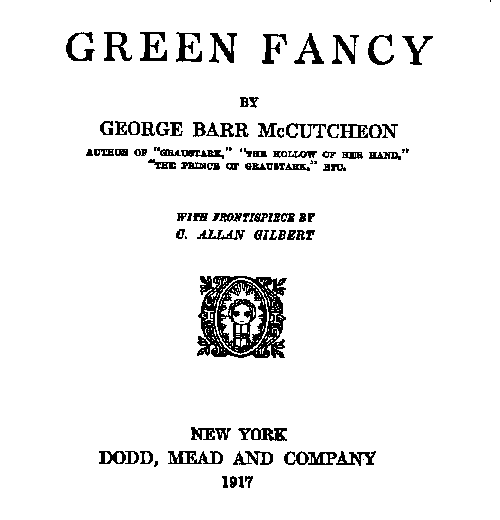 GREEN FANCY
BY
GEORGE BARR McCUTCHEON
AUTHOR OF "GRAUSTARK," "THE HOLLOW OF HER HAND,"
"THE PRINCE OF GRAUSTARK," ETC.
WITH FRONTISPIECE BY
C. ALLAN GILBERT
NEW YORK
DODD, MEAD AND COMPANY
1917